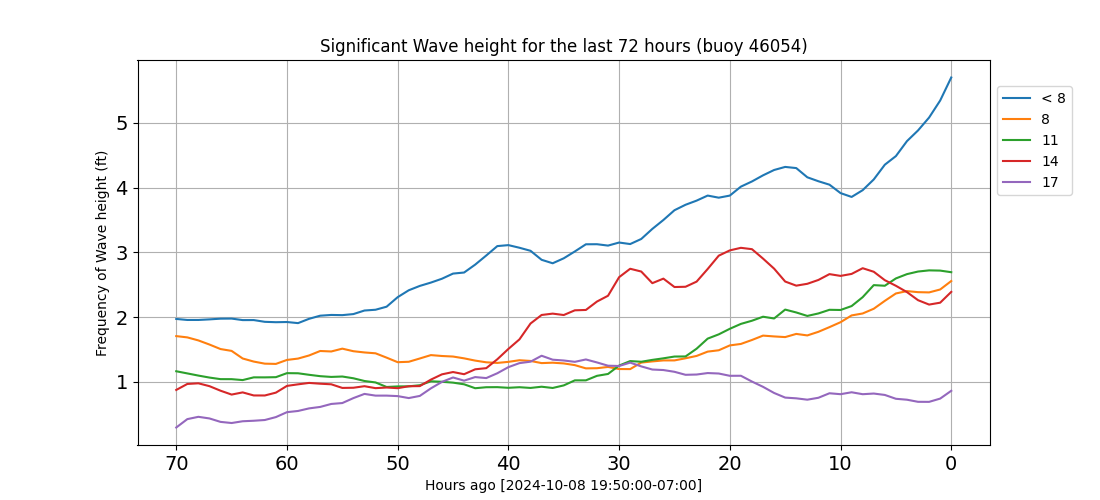 Significant Wave height for the last 72 hours (buoy 46054)
Frequency of Wave height (ft)
5
4
3
2
1
70 60 50 40 30 20 10 0
Hours ago [2024-10-08 19:50:00-07:00]
< 8
8
11
14
17